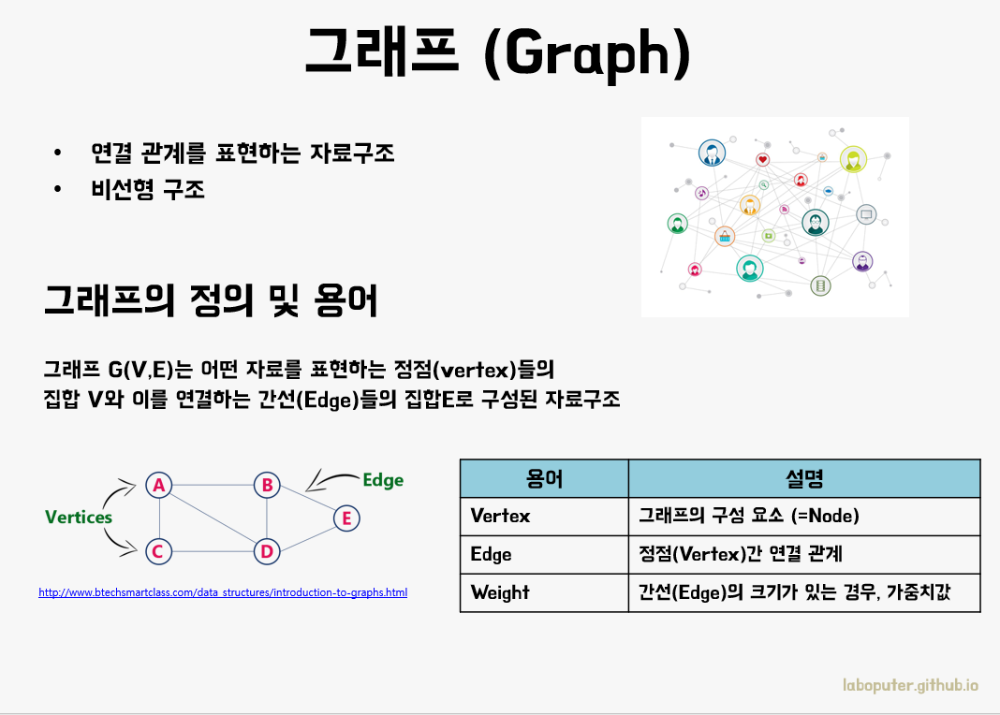 그래프 (Graph)
• 연결 관계를 표현하는 자료구조
• 비선형 구조
그래프의 정의 및 용어
그래프 G(V,E)는 어떤 자료를 표현하는 정점(vertex)들의
집합 V와 이를 연결하는 간선(Edge)들의 집합E로 구성된 자료구조
A
B
Edge
Vertices
E
C
D
http://www.btechsmartclass.com/data_structures/introduction-to-graphs.html
용어 설명
Vertex 그래프의 구성 요소 (=Node)
Edge 정점(Vertex)간 연결 관계
Weight 간선(Edge)의 크기가 있는 경우, 가중치값
laboputer.github.io